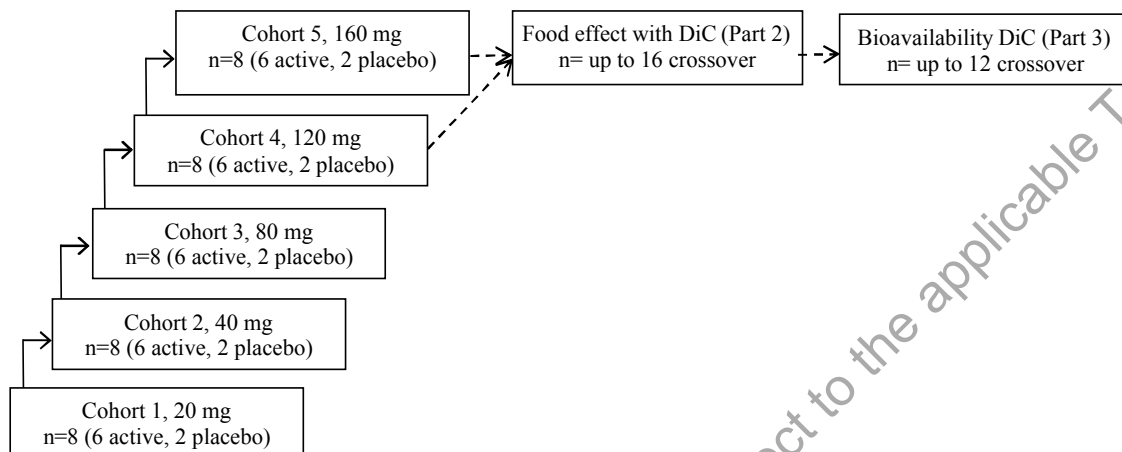 Cohort 5, 160 mg
n=8 (6 active, 2 placebo)
Food effect with DiC (Part 2)
n= up to 16 crossover
Bioavailability DiC (Part 3)
n= up to 12 crossover
Cohort 4, 120 mg
n=8 (6 active, 2 placebo)
Cohort 3, 80 mg
n=8 (6 active, 2 placebo)
Cohort 2, 40 mg
n=8 (6 active, 2 placebo)
Cohort 1, 20 mg
n=8 (6 active, 2 placebo)
to the applicable